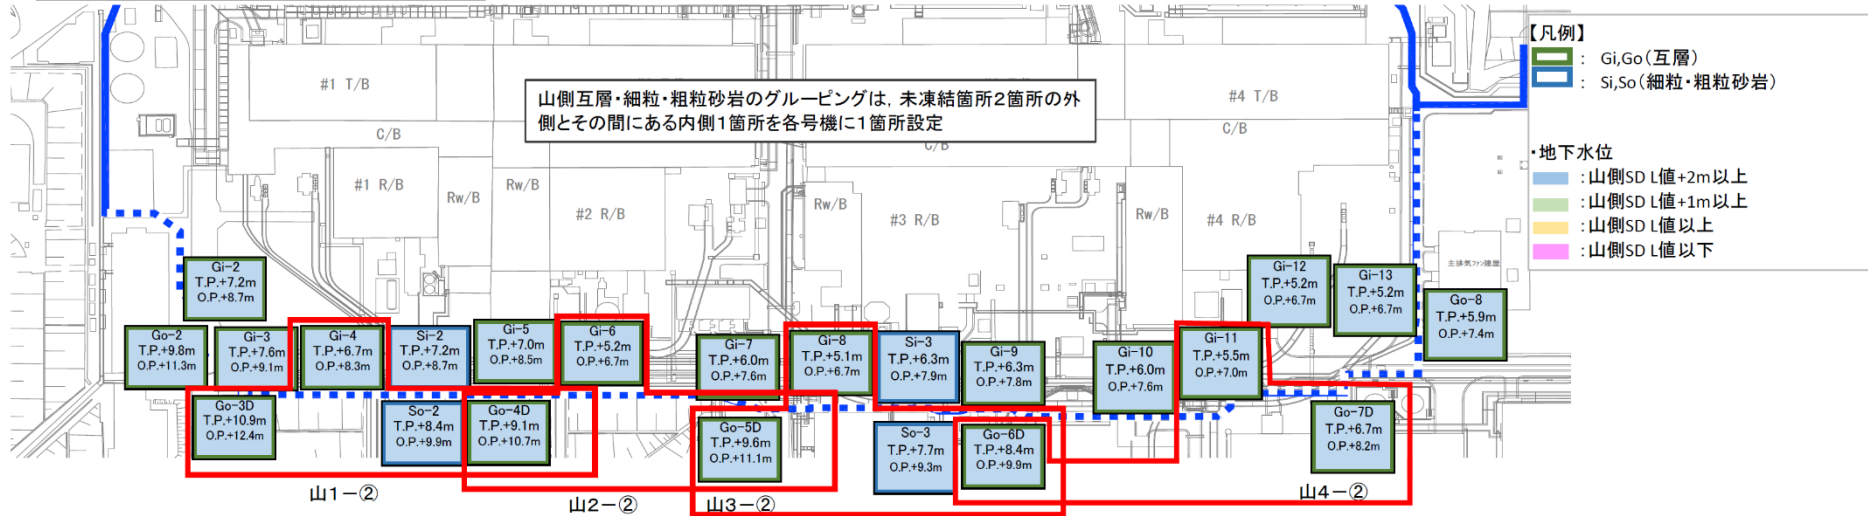 【凡例】
： Gi,Go（互層）
： Si,So（細粒・粗粒砂岩）
・地下水位
：山側SD L値+2m以上
：山側SD L値+1m以上
：山側SD L値以上
：山側SD L値以下
#1 T/B
#4 T/B
山側互層・細粒・粗粒砂岩のグルーピングは，未凍結箇所2箇所の外
側とその間にある内側1箇所を各号機に1箇所設定
C/B
C/B
C/B
#1 R/B
Rw/B
Rw/B
#2 R/B
Rw/B
#3 R/B
Rw/B
#4 R/B
主排気ファン建屋
Gi-2
T.P.+7.2m
O.P.+8.7m
Gi-12
T.P.+5.2m
O.P.+6.7m
Gi-13
T.P.+5.2m
O.P.+6.7m
Go-8
T.P.+5.9m
O.P.+7.4m
Go-2
T.P.+9.8m
O.P.+11.3m
Gi-3
T.P.+7.6m
O.P.+9.1m
Gi-4
T.P.+6.7m
O.P.+8.3m
Si-2
T.P.+7.2m
O.P.+8.7m
Gi-5
T.P.+7.0m
O.P.+8.5m
Gi-6
T.P.+5.2m
O.P.+6.7m
Gi-7
T.P.+6.0m
O.P.+7.6m
Gi-8
T.P.+5.1m
O.P.+6.7m
Si-3
T.P.+6.3m
O.P.+7.9m
Gi-9
T.P.+6.3m
O.P.+7.8m
Gi-10
T.P.+6.0m
O.P.+7.6m
Gi-11
T.P.+5.5m
O.P.+7.0m
Go-3D
T.P.+10.9m
O.P.+12.4m
So-2
T.P.+8.4m
O.P.+9.9m
Go-4D
T.P.+9.1m
O.P.+10.7m
Go-5D
T.P.+9.6m
O.P.+11.1m
So-3
T.P.+7.7m
O.P.+9.3m
Go-6D
T.P.+8.4m
O.P.+9.9m
Go-7D
T.P.+6.7m
O.P.+8.2m
山1－②
山2－②
山3－②
山4－②